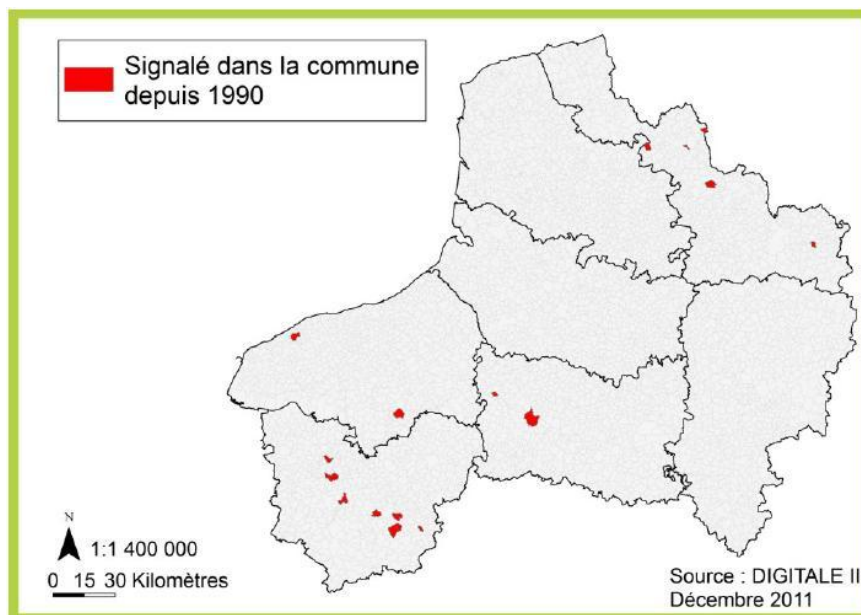 Signalé dans la commune
depuis 1990
N
1:1 400 000
0 15 30 Kilomètres
Source : DIGITALE II
Décembre 2011